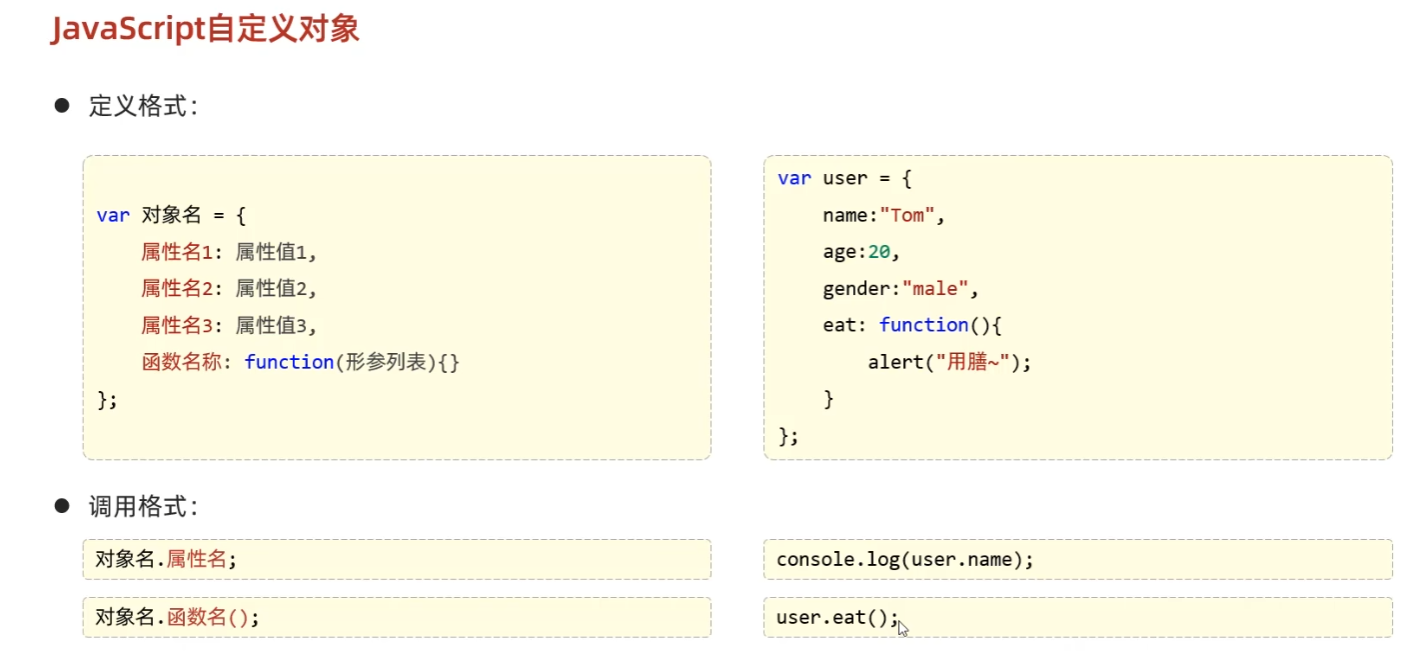 JavaScript自定义对象
● 定义格式：
var 对象名 = {
    属性名1: 属性值1,
    属性名2: 属性值2,
    属性名3: 属性值3,
    函数名称: function(形参列表){}
};
var user = {
    name:"Tom",
    age:20,
    gender:"male",
    eat: function(){
        alert("用膳~");
    }
};
● 调用格式：
对象名.属性名;
console.log(user.name);
对象名.函数名();
user.eat();